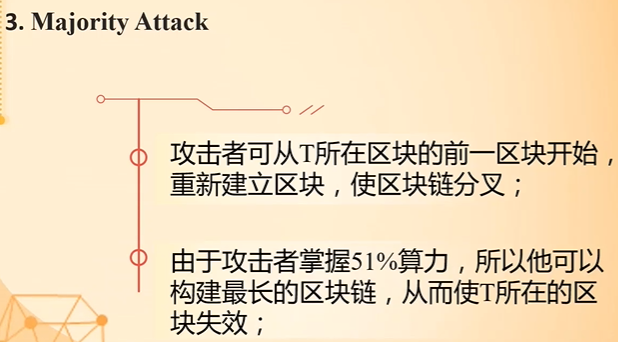 3. Majority Attack
攻击者可从T所在区块的前一区块开始，
重新建立区块，使区块链分叉；
由于攻击者掌握51%算力，所以他可以
构建最长的区块链，从而使T所在的区
块失效；